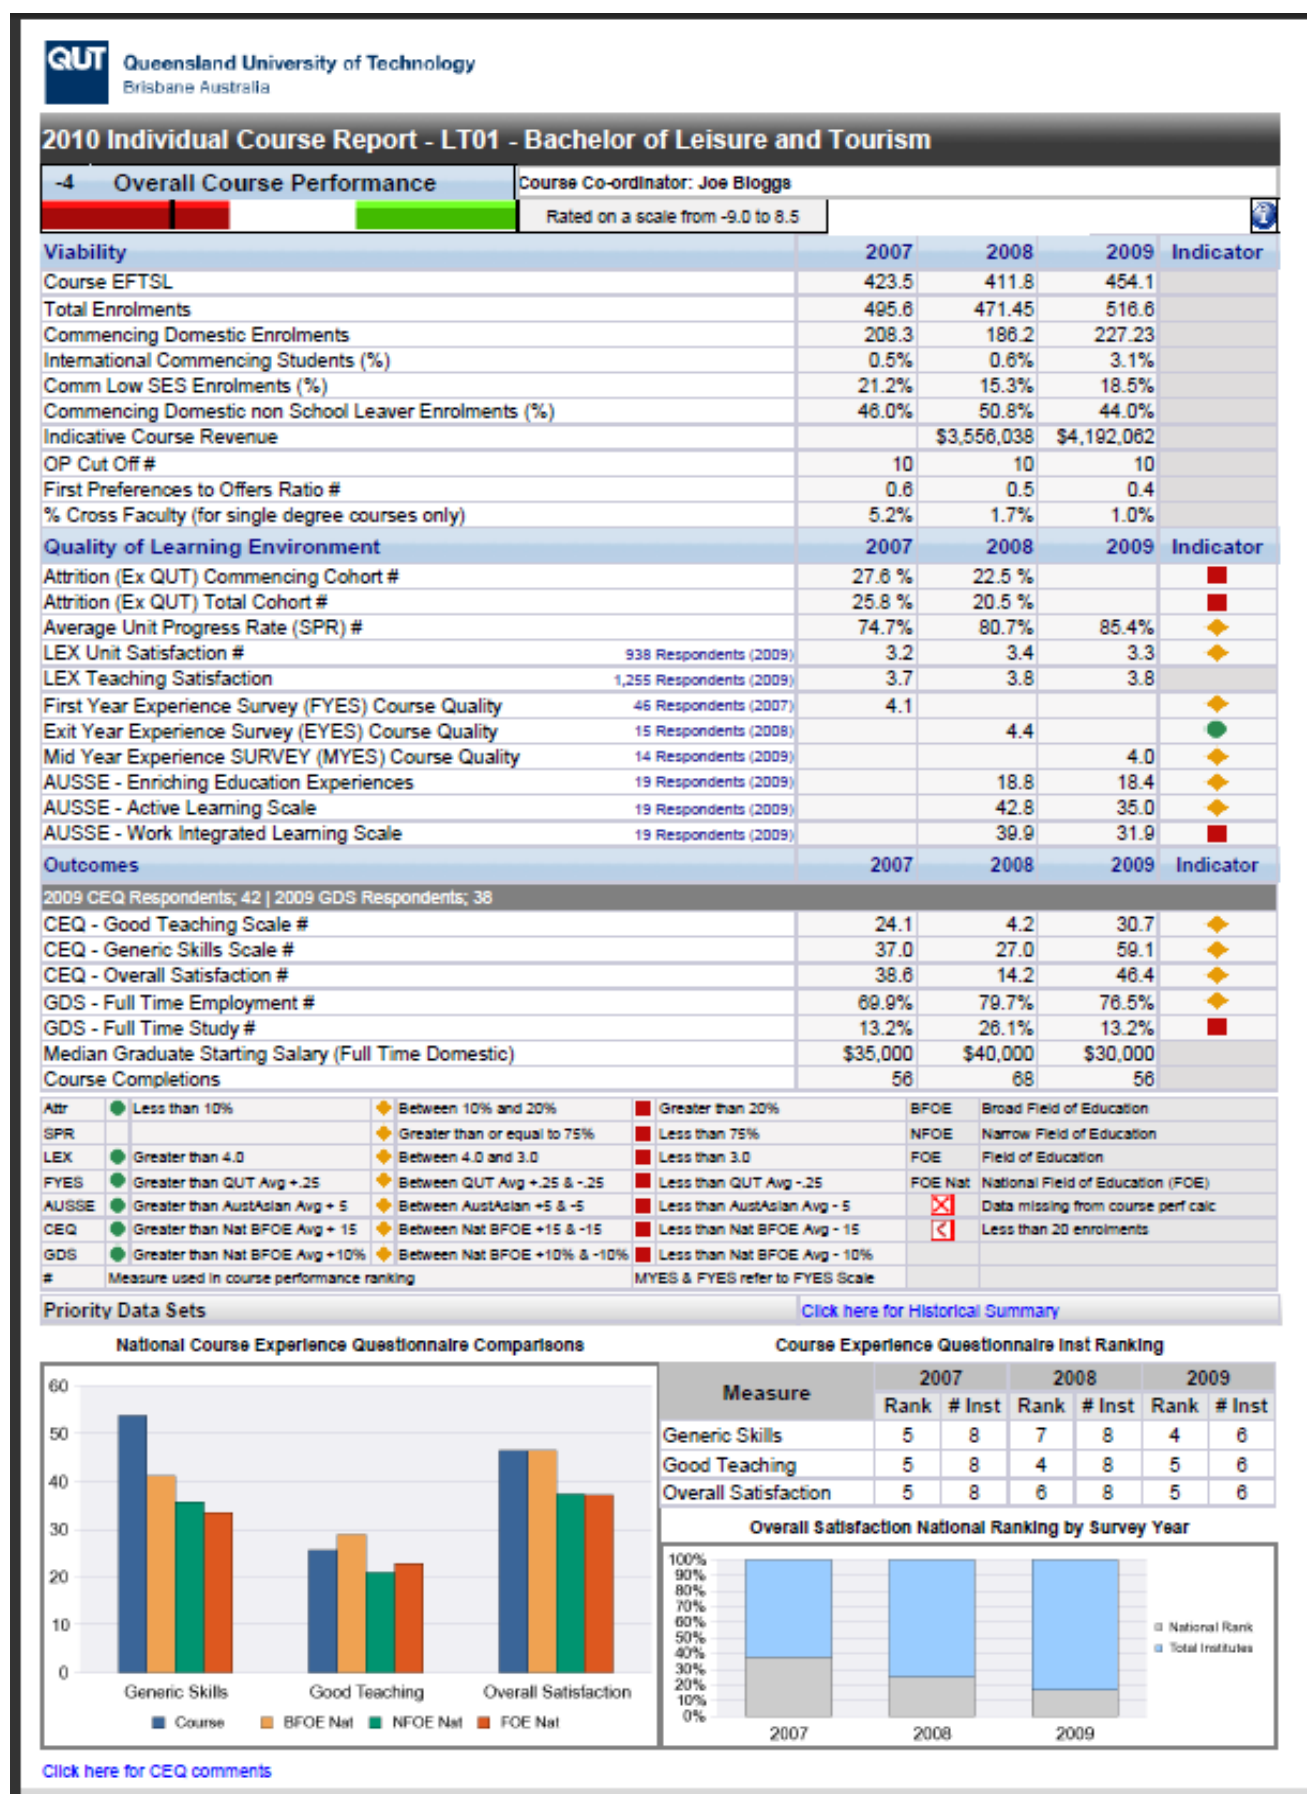 QUT
Queensland University of Technology
Brisbane Australia
2010 Individual Course Report - LT01 - Bachelor of Leisure and Tourism
-4 Overall Course Performance Course Co-ordinator: Joe Bloggs
Rated on a scale from -9.0 to 8.5
Viability 2007 2008 2009 Indicator
Course EFTSL 423.5 411.8 454.1
Total Enrolments 495.6 471.45 516.6
Commencing Domestic Enrolments 208.3 186.2 227.23
International Commencing Students (%) 0.5% 0.6% 3.1%
Comm Low SES Enrolments (%) 21.2% 15.3% 18.5%
Commencing Domestic non School Leaver Enrolments (%) 46.0% 50.8% 44.0%
Indicative Course Revenue $3,556,038 $4,192,062
OP Cut Off # 10 10 10
First Preferences to Offers Ratio # 0.6 0.5 0.4
% Cross Faculty (for single degree courses only) 5.2% 1.7% 1.0%
Quality of Learning Environment 2007 2008 2009 Indicator
Attrition (Ex QUT) Commencing Cohort # 27.6 % 22.5 %
Attrition (Ex QUT) Total Cohort # 25.8 % 20.5 %
Average Unit Progress Rate (SPR) # 74.7% 80.7% 85.4%
LEX Unit Satisfaction # 938 Respondents (2009) 3.2 3.4 3.3
LEX Teaching Satisfaction 1,255 Respondents (2009) 3.7 3.8 3.8
First Year Experience Survey (FYES) Course Quality 46 Respondents (2007) 4.1
Exit Year Experience Survey (EYES) Course Quality 15 Respondents (2008) 4.4
Mid Year Experience SURVEY (MYES) Course Quality 14 Respondents (2009) 4.0
AUSSE - Enriching Education Experiences 19 Respondents (2009) 18.8 18.4
AUSSE - Active Learning Scale 19 Respondents (2009) 42.8 35.0
AUSSE - Work Integrated Learning Scale 19 Respondents (2009) 39.9 31.9
Outcomes 2007 2008 2009 Indicator
2009 CEQ Respondents; 42 | 2009 GDS Respondents; 38
CEQ - Good Teaching Scale # 24.1 4.2 30.7
CEQ - Generic Skills Scale # 37.0 27.0 59.1
CEQ - Overall Satisfaction # 38.6 14.2 46.4
GDS - Full Time Employment # 69.9% 79.7% 76.5%
GDS - Full Time Study # 13.2% 26.1% 13.2%
Median Graduate Starting Salary (Full Time Domestic) $35,000 $40,000 $30,000
Course Completions 56 68 56
Attr Less than 10% Between 10% and 20% Greater than 20% BFOE Broad Field of Education
SPR Greater than or equal to 75% Less than 75% NFOE Narrow Field of Education
LEX Greater than 4.0 Between 4.0 and 3.0 Less than 3.0 FOE Field of Education
FYES Greater than QUT Avg +.25 Between QUT Avg +.25 & -.25 Less than QUT Avg -.25 FOE Nat National Field of Education (FOE)
AUSSE Greater than AustAsian Avg + 5 Between AustAsian +5 & -5 Less than AustAsian Avg - 5 Data missing from course perf calc
CEQ Greater than Nat BFOE Avg + 15 Between Nat BFOE +15 & -15 Less than Nat BFOE Avg - 15 Less than 20 enrolments
GDS Greater than Nat BFOE Avg +10% Between Nat BFOE +10% & -10% Less than Nat BFOE Avg - 10%
# Measure used in course performance ranking MYES & FYES refer to FYES Scale
Priority Data Sets Click here for Historical Summary
National Course Experience Questionnaire Comparisons
60
50
40
30
20
10
0
Generic Skills Good Teaching Overall Satisfaction
Course BFOE Nat NFOE Nat FOE Nat
Course Experience Questionnaire Inst Ranking
Measure 2007 2008 2009
Rank # Inst Rank # Inst Rank # Inst
Generic Skills 5 8 7 8 4 6
Good Teaching 5 8 4 8 5 6
Overall Satisfaction 5 8 6 8 5 6
Overall Satisfaction National Ranking by Survey Year
100%
90%
80%
70%
60%
50%
40%
30%
20%
10%
0%
2007 2008 2009
National Rank
Total Institutes
Click here for CEQ comments